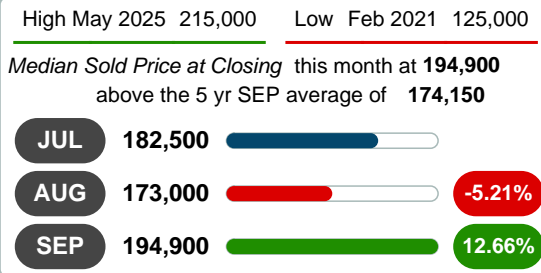 High May 2025 215,000 Low Feb 2021 125,000
Median Sold Price at Closing this month at 194,900
above the 5 yr SEP average of 174,150
JUL 182,500
AUG 173,000 -5.21%
SEP 194,900 12.66%